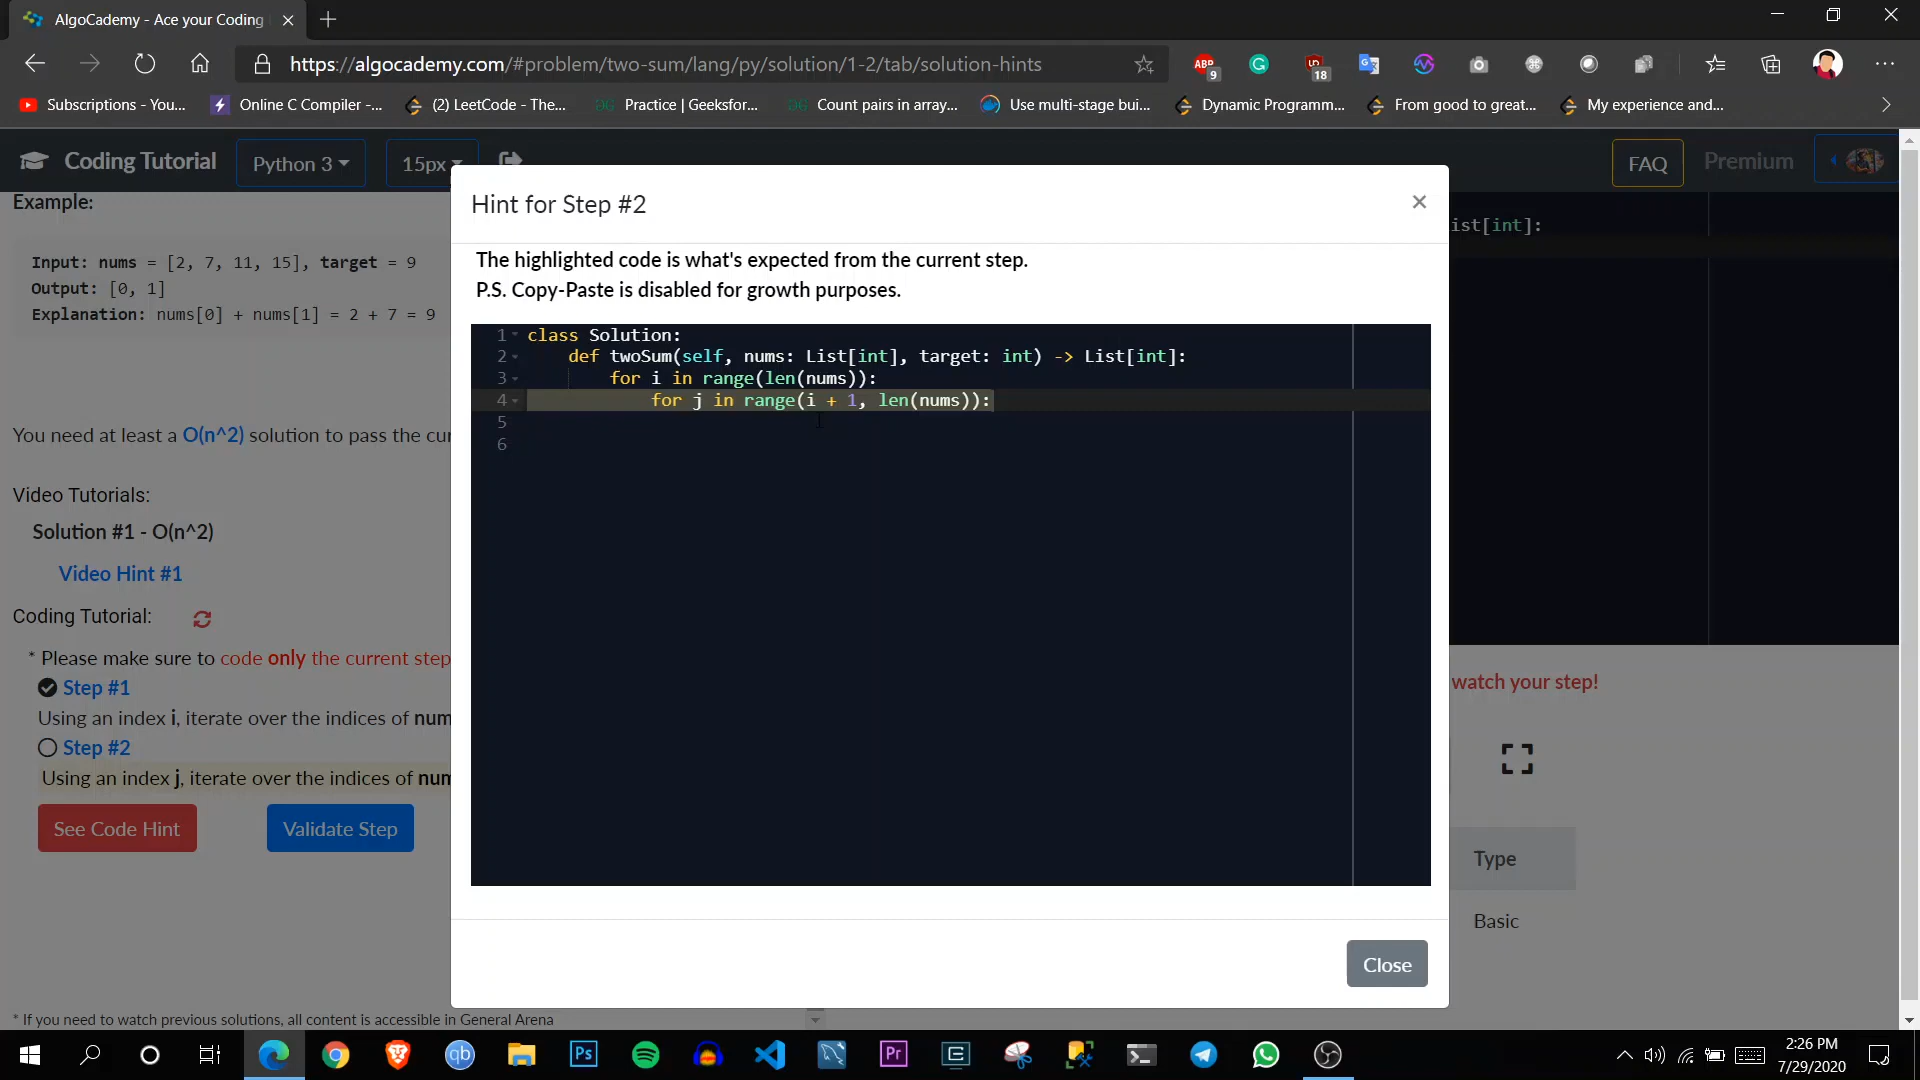 AlgoCademy - Ace your Coding
https://algocademy.com/#problem/two-sum/lang/py/solution/1-2/tab/solution-hints
ABP
9
18
Subscriptions - You...
Online C Compiler -...
(2) LeetCode - The...
Practice | Geeksfor...
Count pairs in array...
Use multi-stage bui...
Dynamic Programm...
From good to great...
My experience and...
Coding Tutorial
Python 3
15px
FAQ
Premium
Example:
Input: nums = [2, 7, 11, 15], target = 9
Output: [0, 1]
Explanation: nums[0] + nums[1] = 2 + 7 = 9
You need at least a O(n^2) solution to pass the cur
Video Tutorials:
Solution #1 - O(n^2)
Video Hint #1
Coding Tutorial:
* Please make sure to code only the current step
Step #1
Using an index i, iterate over the indices of num
Step #2
Using an index j, iterate over the indices of num
See Code Hint
Validate Step
* If you need to watch previous solutions, all content is accessible in General Arena
Hint for Step #2
×
The highlighted code is what's expected from the current step.
P.S. Copy-Paste is disabled for growth purposes.
1 class Solution:
2 def twoSum(self, nums: List[int], target: int) -> List[int]:
3 for i in range(len(nums)):
4 for j in range(i + 1, len(nums)):
5
6
Close
ist[int]:
watch your step!
Type
Basic
qb
Ps
Pr
2:26 PM
7/29/2020